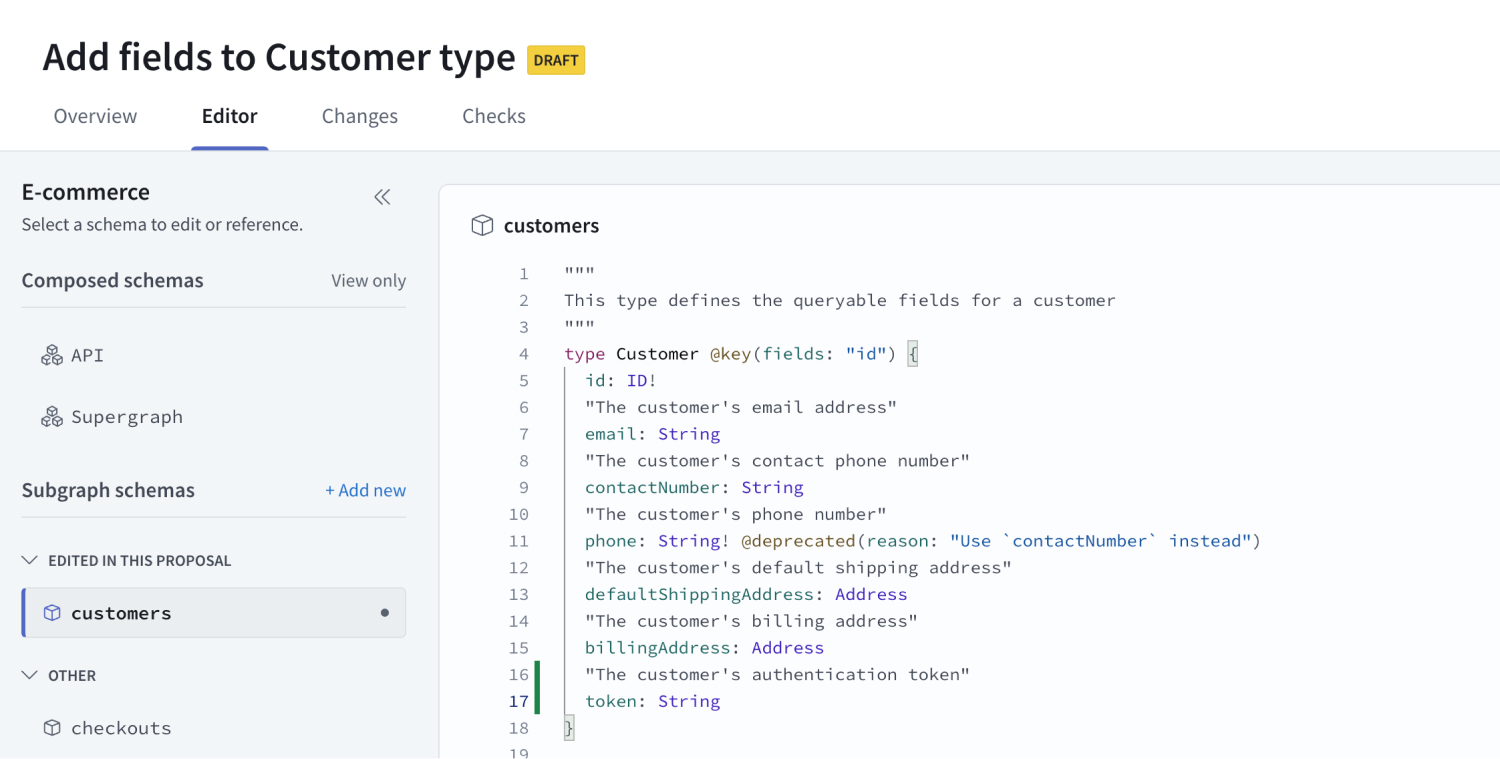 Add fields to Customer type DRAFT
Overview Editor Changes Checks
E-commerce
Select a schema to edit or reference.
Composed schemas View only
API
Supergraph
Subgraph schemas + Add new
EDITED IN THIS PROPOSAL
customers
OTHER
checkouts
customers
1 """
2 This type defines the queryable fields for a customer
3 """
4 type Customer @key(fields: "id") {
5 id: ID!
6 "The customer's email address"
7 email: String
8 "The customer's contact phone number"
9 contactNumber: String
10 "The customer's phone number"
11 phone: String! @deprecated(reason: "Use `contactNumber` instead")
12 "The customer's default shipping address"
13 defaultShippingAddress: Address
14 "The customer's billing address"
15 billingAddress: Address
16 "The customer's authentication token"
17 token: String
18 }
19